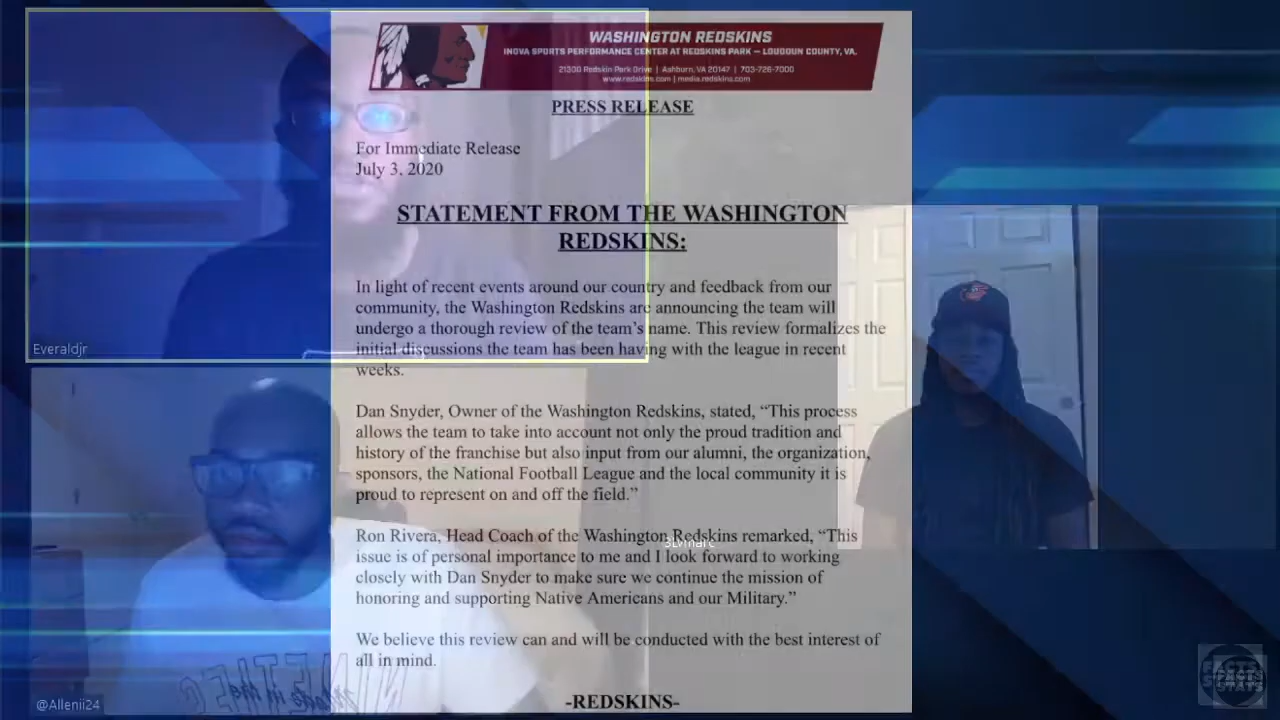 WASHINGTON REDSKINS
INOVA SPORTS PERFORMANCE CENTER AT REDSKINS PARK — LOUDOUN COUNTY, VA.
21300 Redskin Park Drive | Ashburn, VA 20147 | 703-726-7000
www.redskins.com | media.redskins.com
PRESS RELEASE
For Immediate Release
July 3, 2020
STATEMENT FROM THE WASHINGTON
REDSKINS:
In light of recent events around our country and feedback from our
community, the Washington Redskins are announcing the team will
undergo a thorough review of the team's name. This review formalizes the
initial discussions the team has been having with the league in recent
weeks.
Dan Snyder, Owner of the Washington Redskins, stated, “This process
allows the team to take into account not only the proud tradition and
history of the franchise but also input from our alumni, the organization,
sponsors, the National Football League and the local community it is
proud to represent on and off the field.”
Ron Rivera, Head Coach of the Washington Redskins remarked, “This
issue is of personal importance to me and I look forward to working
closely with Dan Snyder to make sure we continue the mission of
honoring and supporting Native Americans and our Military.”
We believe this review can and will be conducted with the best interest of
all in mind.
-REDSKINS-
Everaldjr
@Allenii24
FACTS
STATS